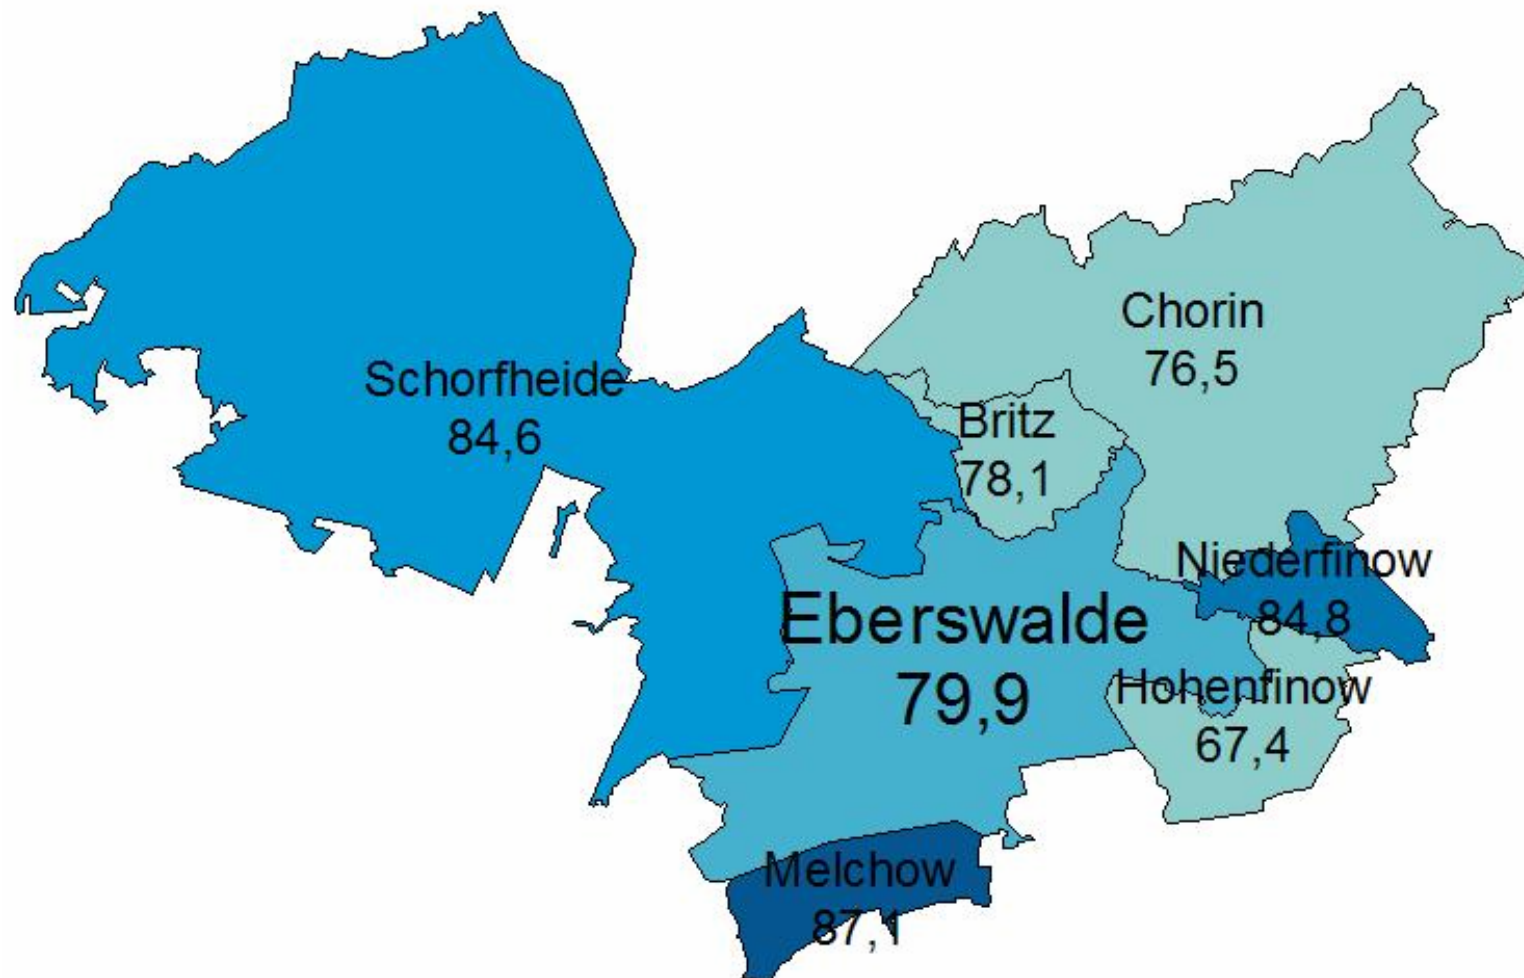 Chorin
76,5
Schorfheide
84,6
Britz
78,1
Niederfinow
84,8
Eberswalde
79,9
Hohenfinow
67,4
Melchow
87,1